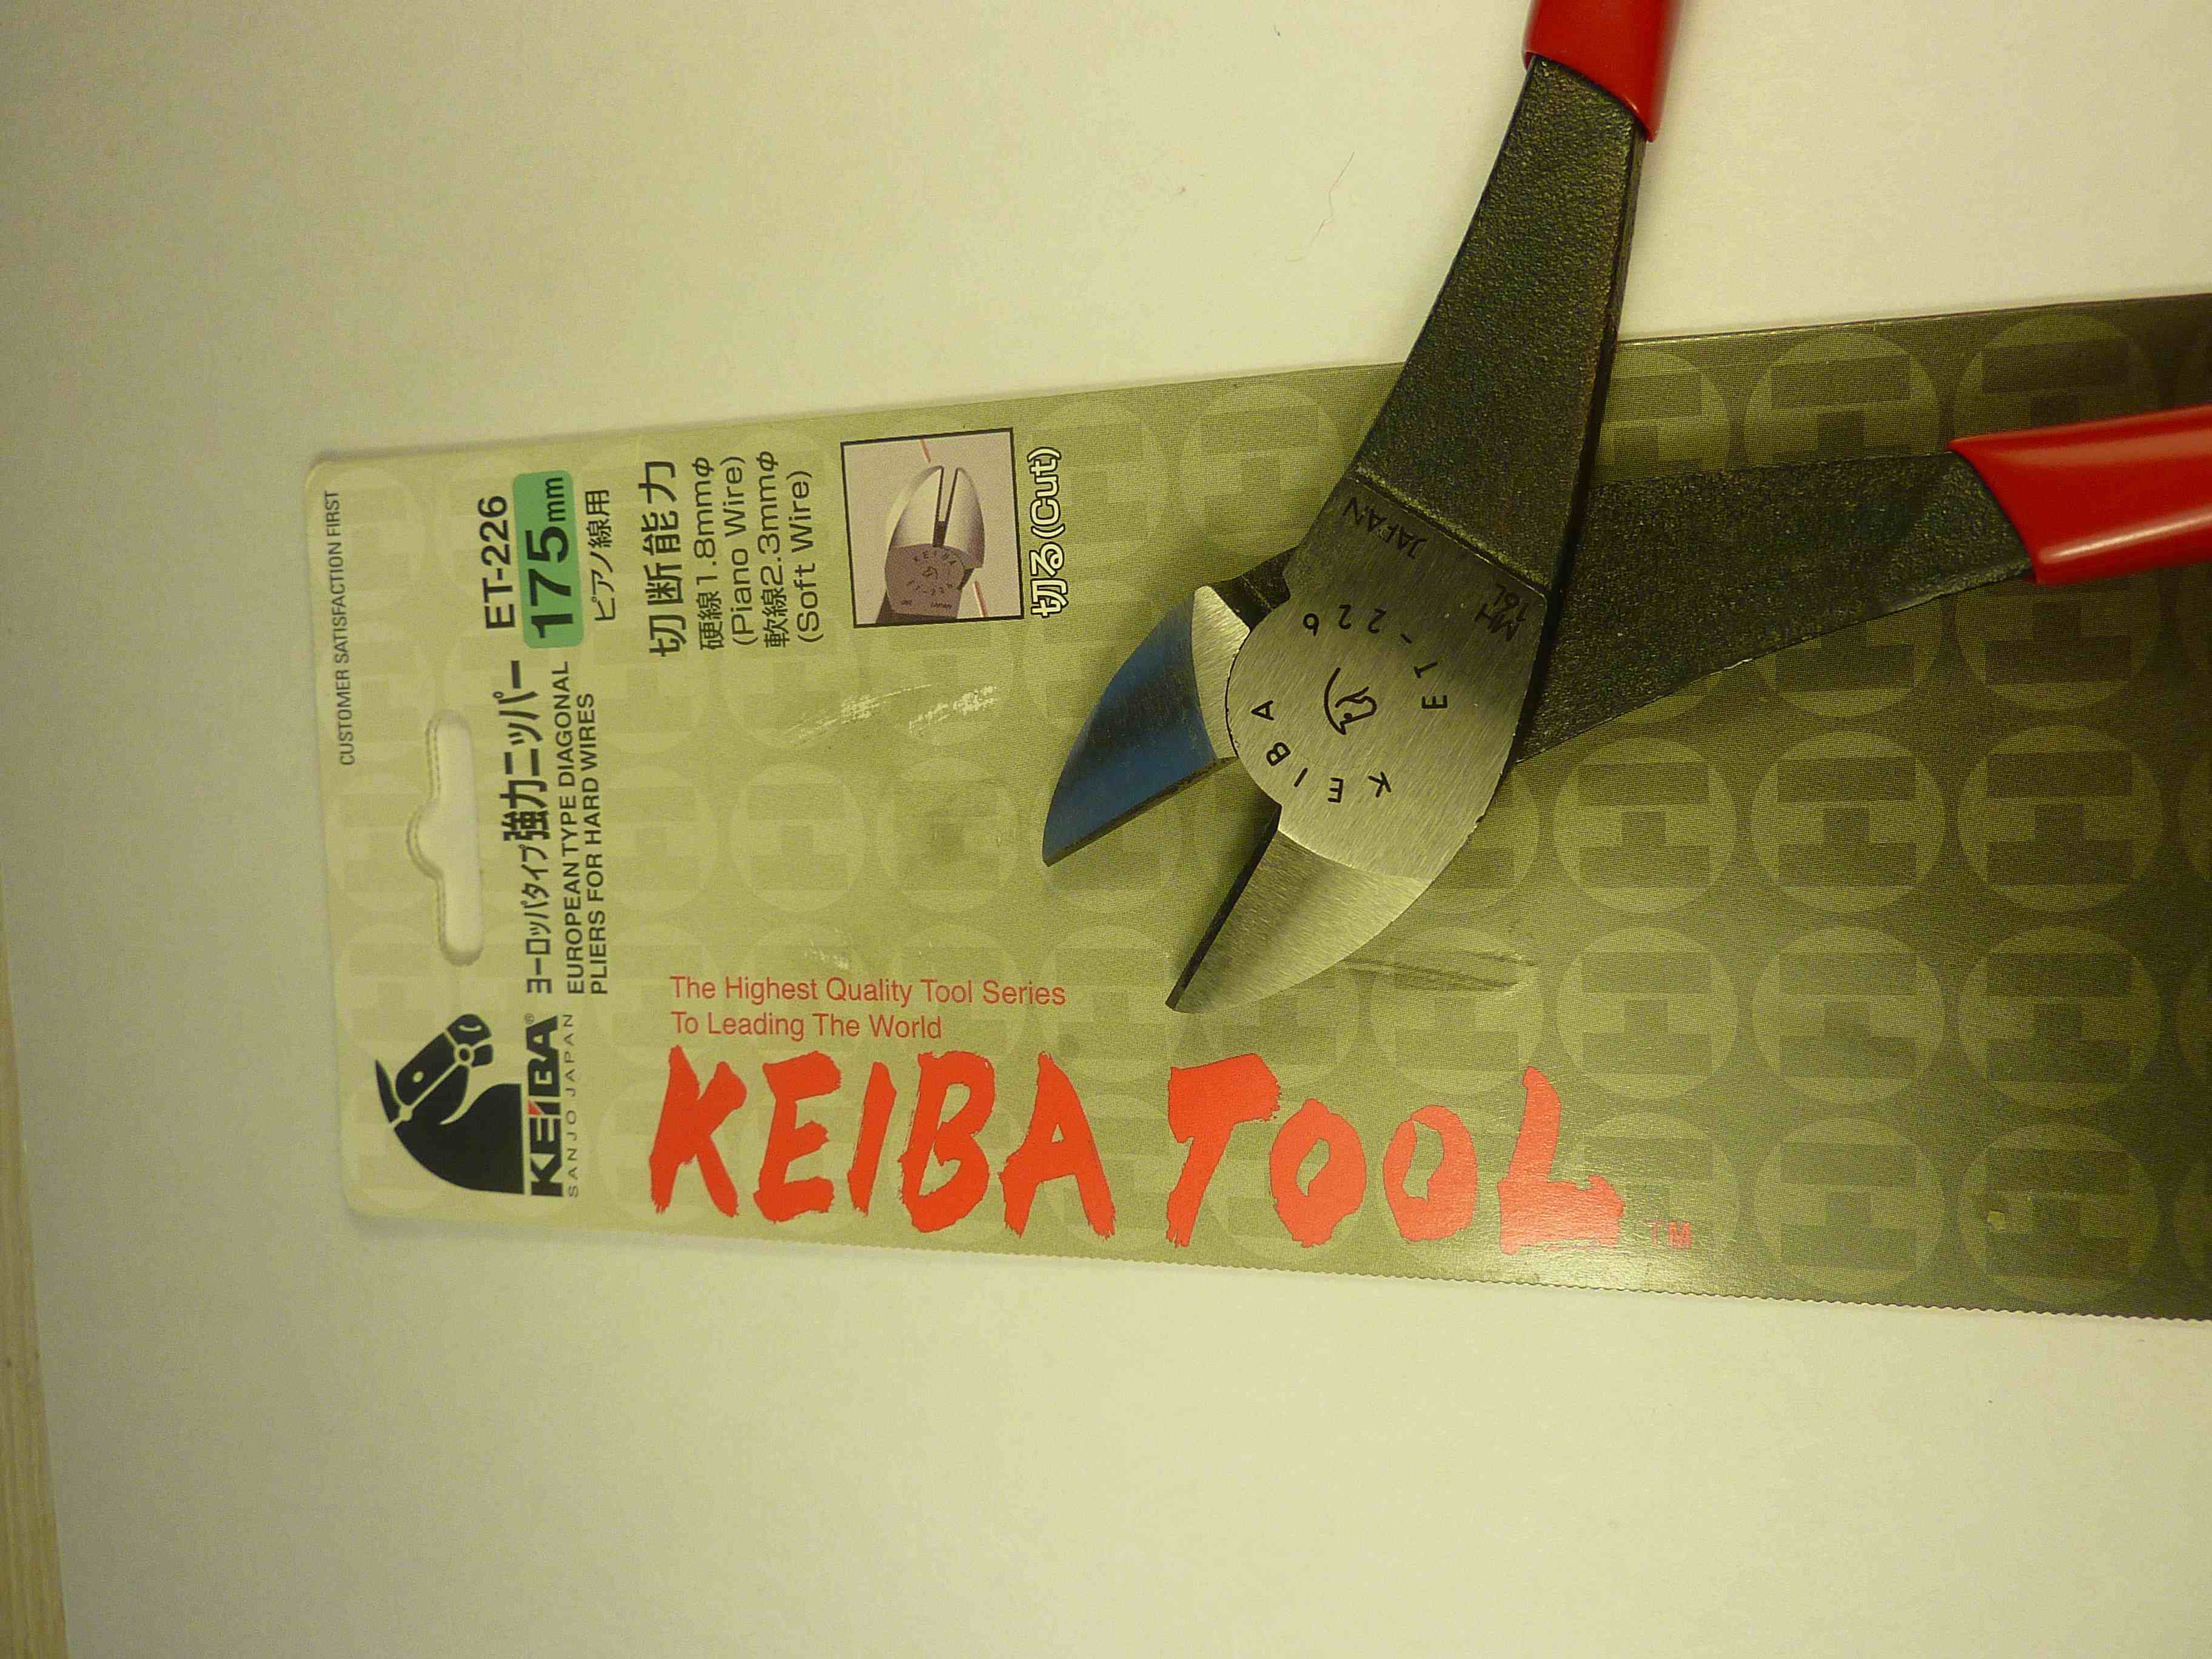 CUSTOMER SATISFACTION FIRST
KEIBA®
SANJO JAPAN
ヨーロッパタイプ強力ニッパー
EUROPEAN TYPE DIAGONAL
PLIERS FOR HARD WIRES
ET-226
175mm
ピアノ線用
切断能力
硬線1.8mmφ
(Piano Wire)
軟線2.3mmφ
(Soft Wire)
切る(Cut)
The Highest Quality Tool Series
To Leading The World
KEIBA TOOL
TM
KEIBA
ET-226
JAPAN
MH
16L